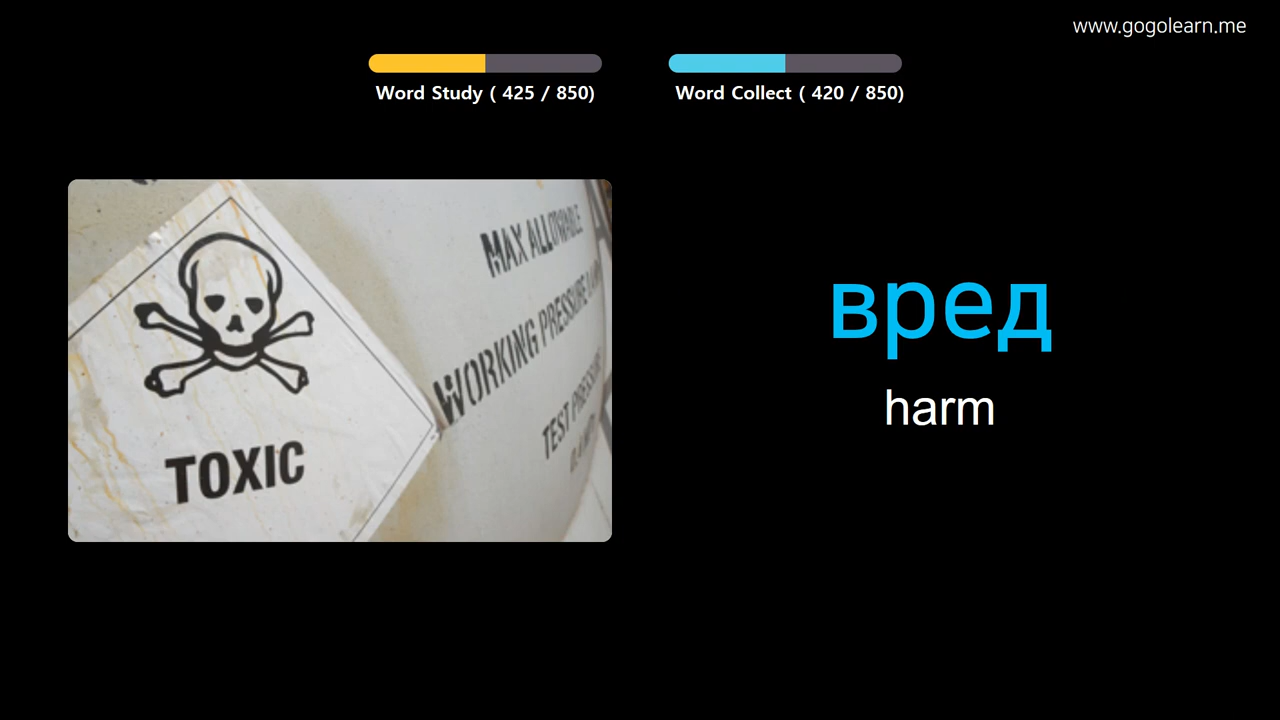 www.gogolearn.me
Word Study ( 425 / 850)
Word Collect ( 420 / 850)
MAX ALLOWABLE
WORKING PRESSURE
TEST PRESSURE
TOXIC
вред
harm